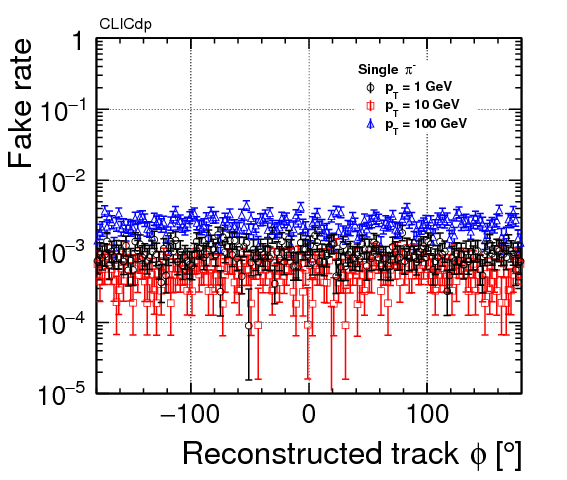 CLICdp
Fake rate
1
10⁻¹
10⁻²
10⁻³
10⁻⁴
10⁻⁵
Single π⁻
p_T = 1 GeV
p_T = 10 GeV
p_T = 100 GeV
−100 0 100
Reconstructed track ϕ [°]